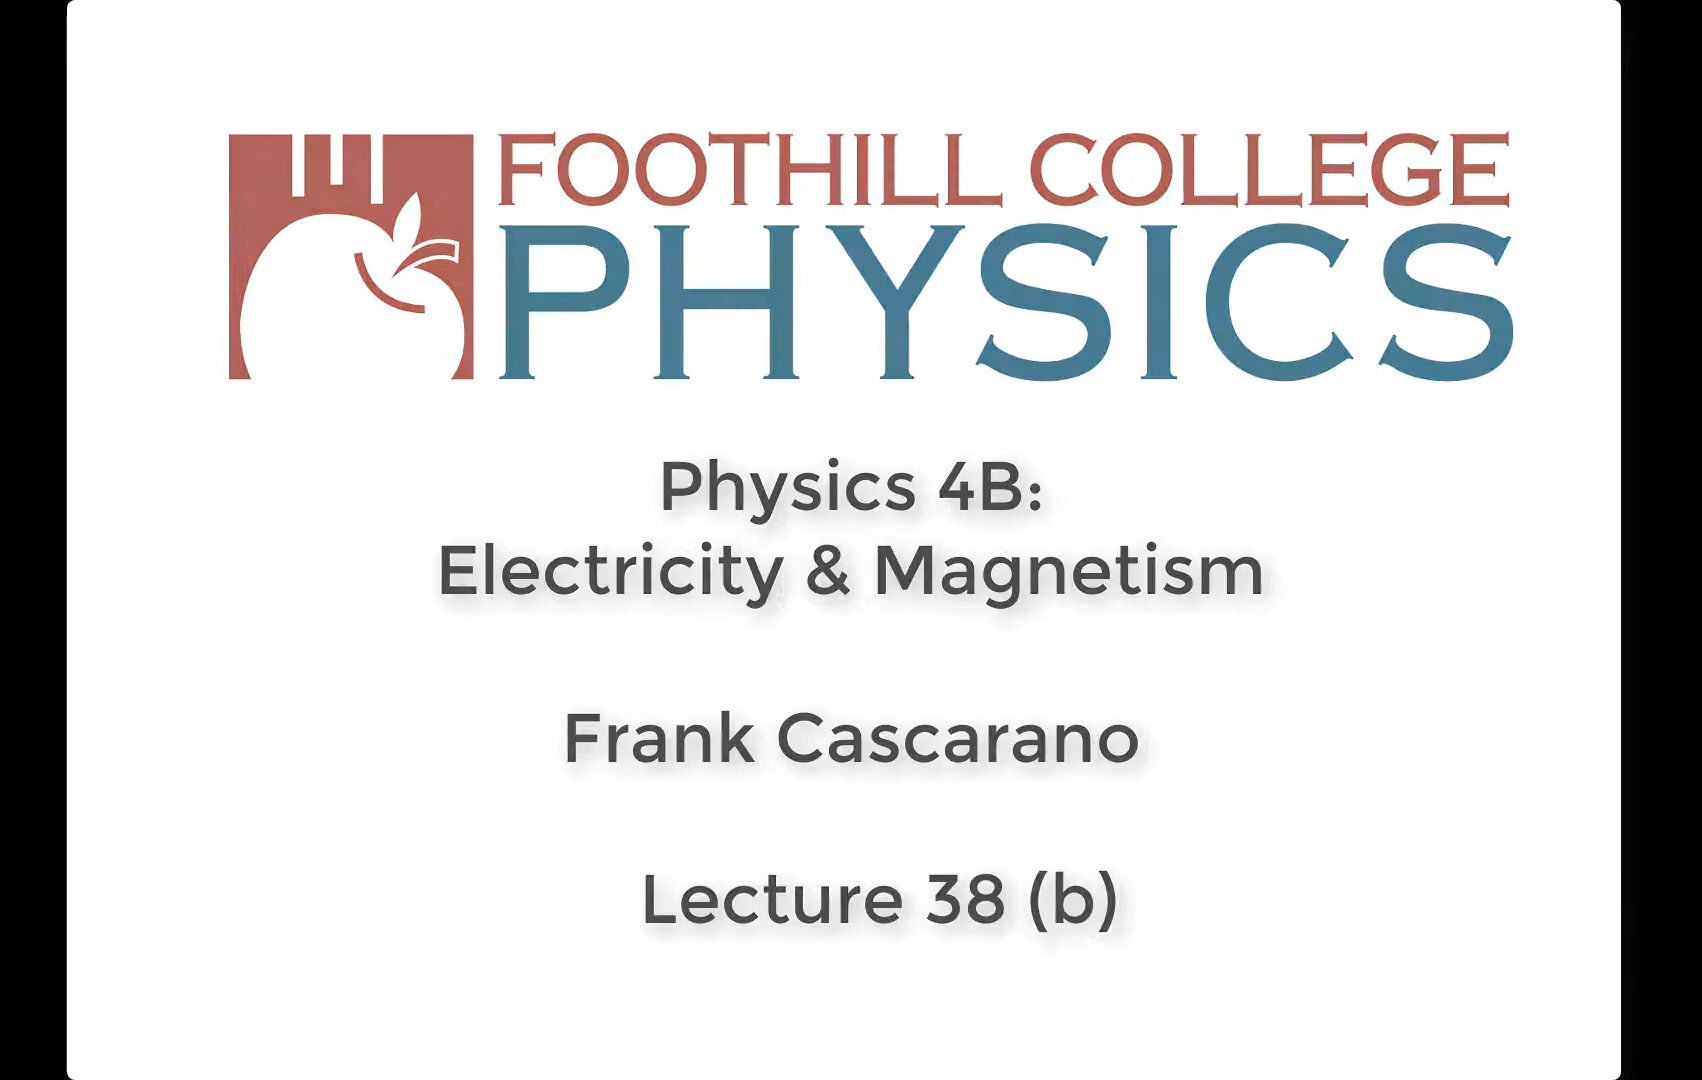 FOOTHILL COLLEGE
PHYSICS
Physics 4B:
Electricity & Magnetism
Frank Cascarano
Lecture 38 (b)